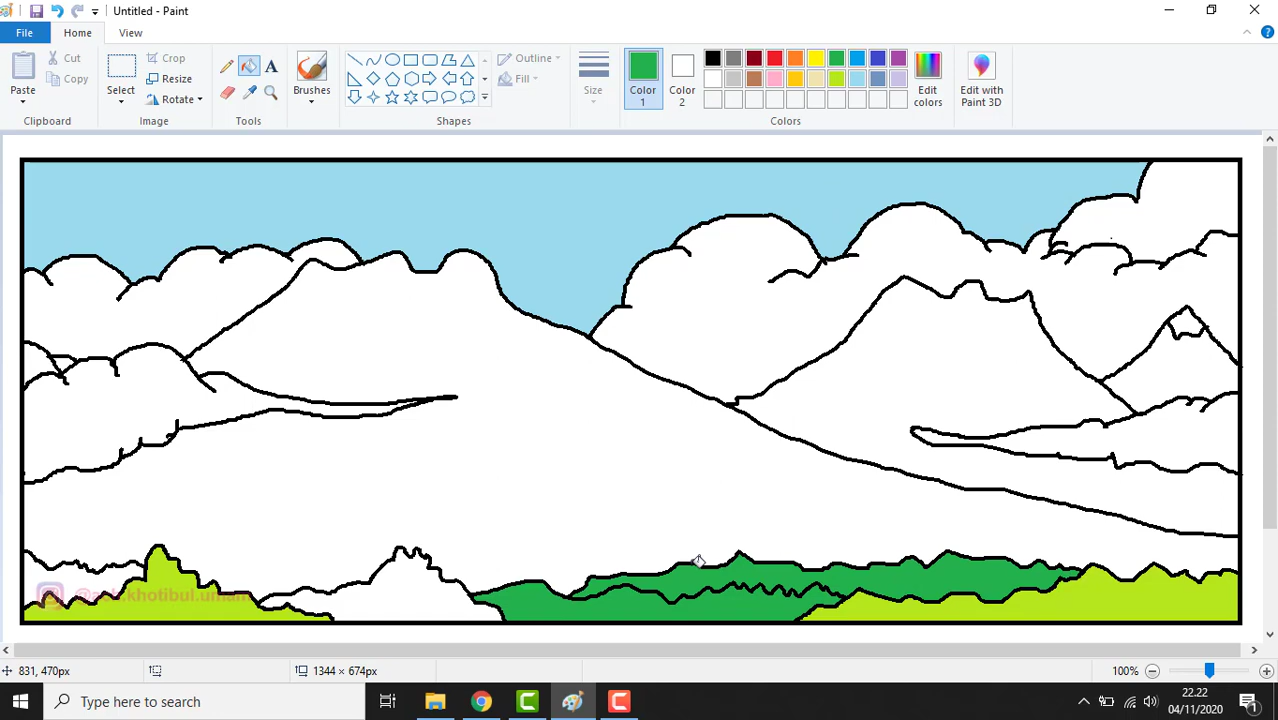 Untitled - Paint
File
Home
View
Paste
Cut
Copy
Clipboard
Select
Crop
Resize
Rotate
Image
A
Tools
Brushes
Outline
Fill
Shapes
Size
Color
1
Color
2
Edit
colors
Colors
Edit with
Paint 3D
831, 470px
1344 × 674px
100%
Type here to search
22.22
04/11/2020
1